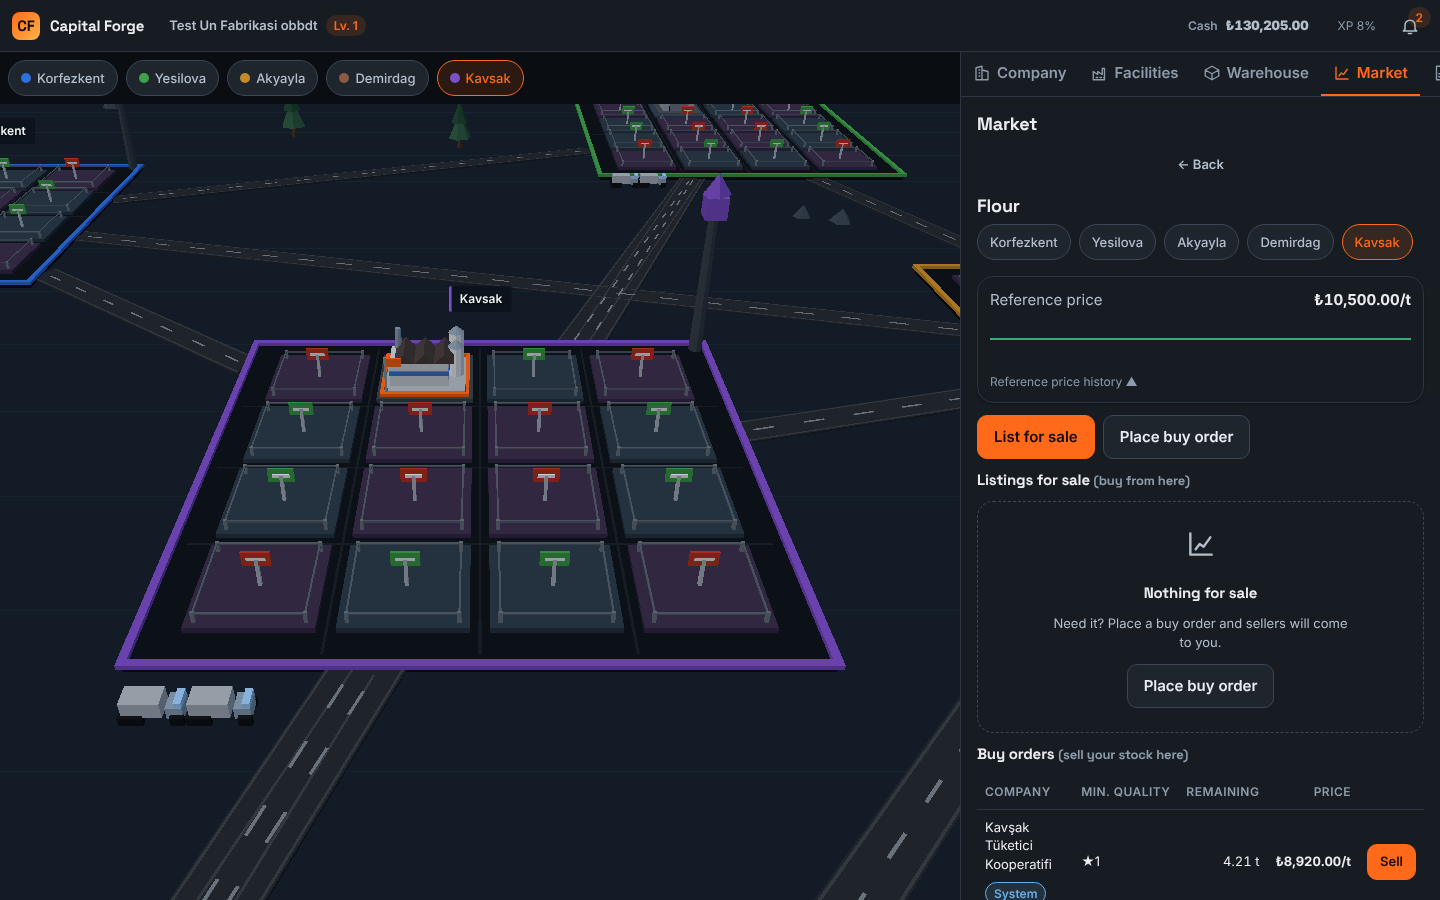 CF Capital Forge Test Un Fabrikasi obbdt Lv. 1 Cash ₺130,205.00 XP 8% 2
Korfezkent Yesilova Akyayla Demirdag Kavsak
Company Facilities Warehouse Market
kent
Kavsak
Market
← Back
Flour
Korfezkent Yesilova Akyayla Demirdag Kavsak
Reference price ₺10,500.00/t
Reference price history ▲
List for sale Place buy order
Listings for sale (buy from here)
Nothing for sale
Need it? Place a buy order and sellers will come
to you.
Place buy order
Buy orders (sell your stock here)
COMPANY MIN. QUALITY REMAINING PRICE
Kavşak
Tüketici
Kooperatifi ★1 4.21 t ₺8,920.00/t Sell
System